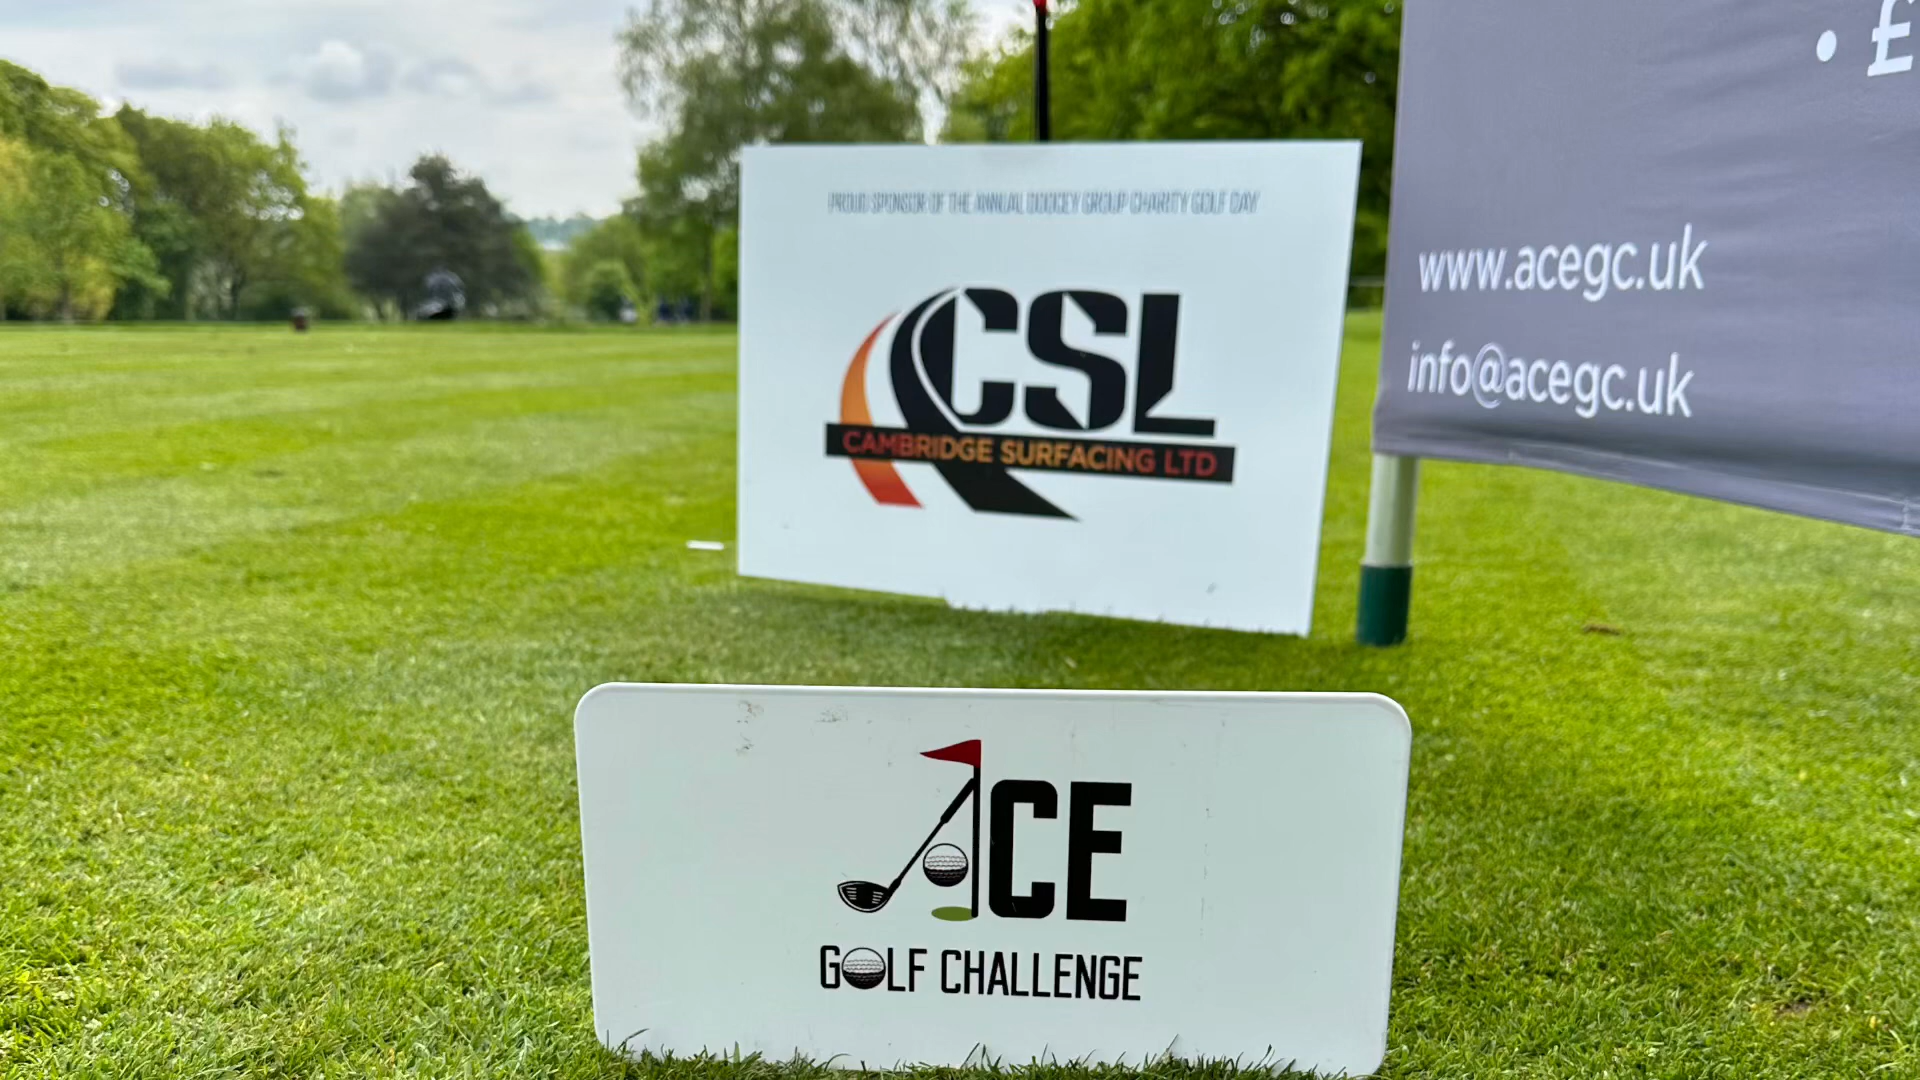 PROUD SPONSOR OF THE ANNUAL GROUP CHARITY GOLF DAY
CSL
CAMBRIDGE SURFACING LTD
• £
www.acegc.uk
info@acegc.uk
ACE
GOLF CHALLENGE